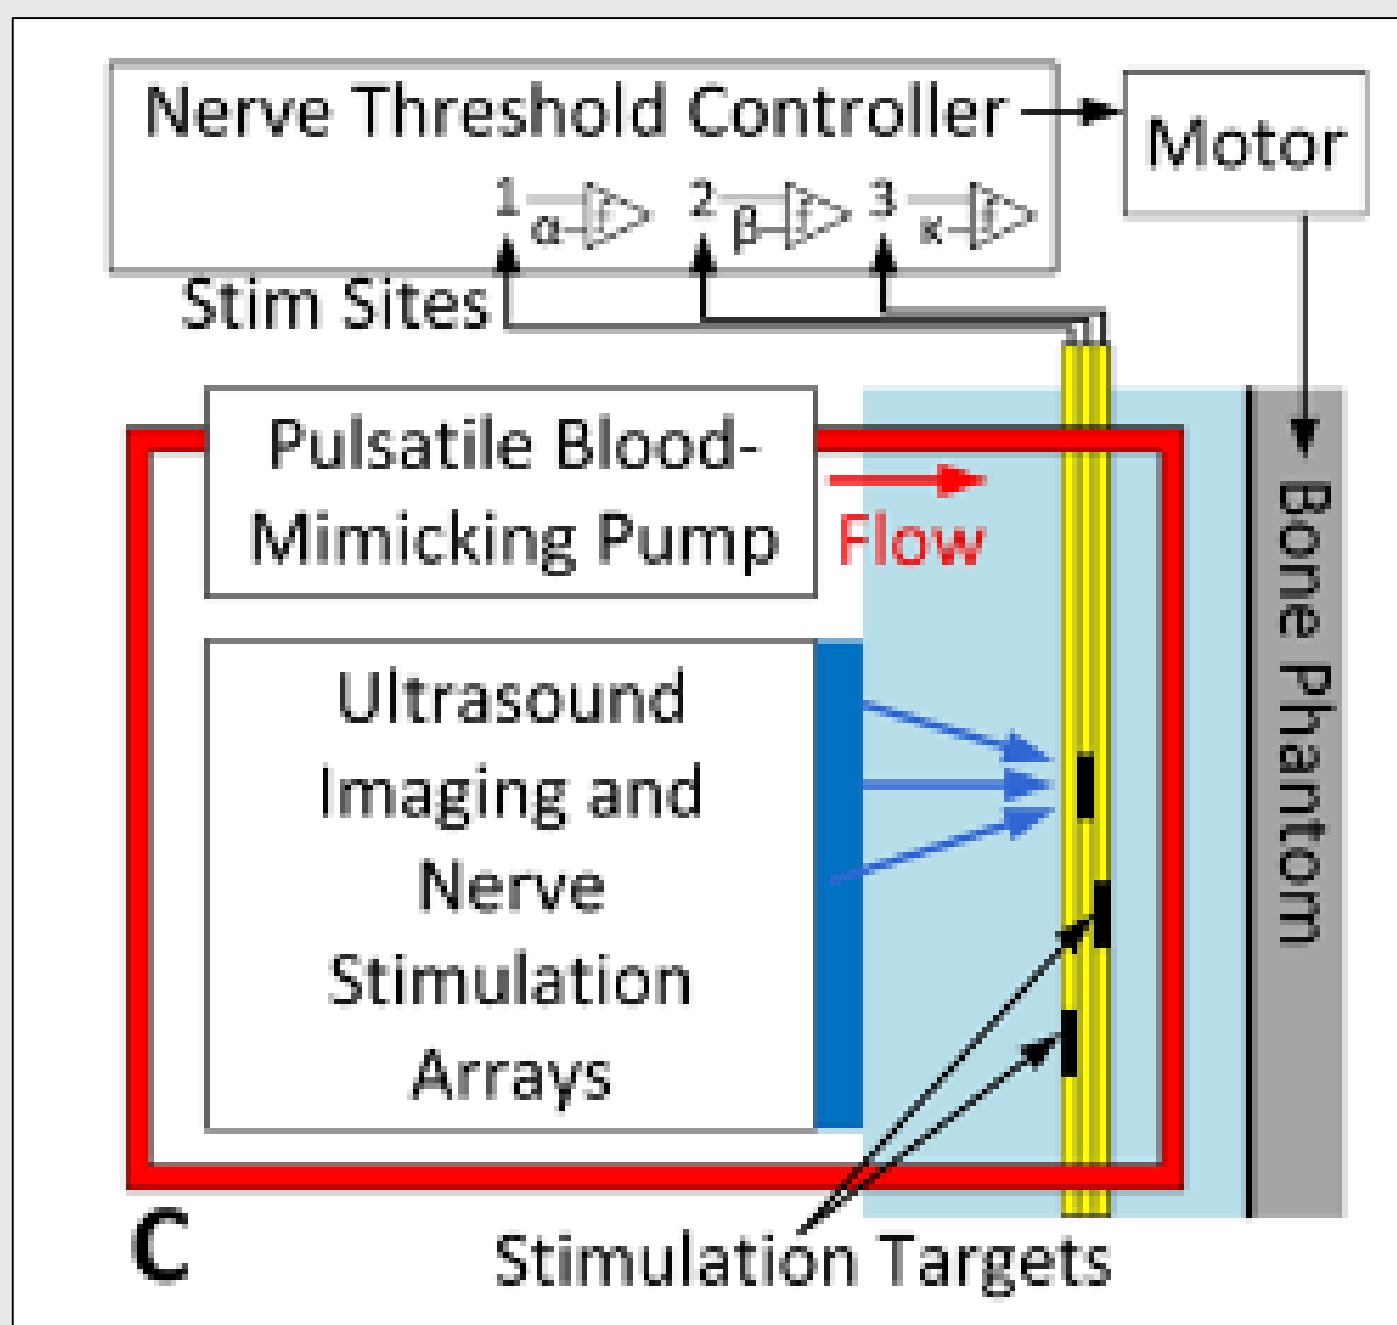 Nerve Threshold Controller
Motor
1 α 2 β 3 κ
Stim Sites
Pulsatile Blood-
Mimicking Pump
Flow
Ultrasound
Imaging and
Nerve
Stimulation
Arrays
Bone Phantom
C
Stimulation Targets